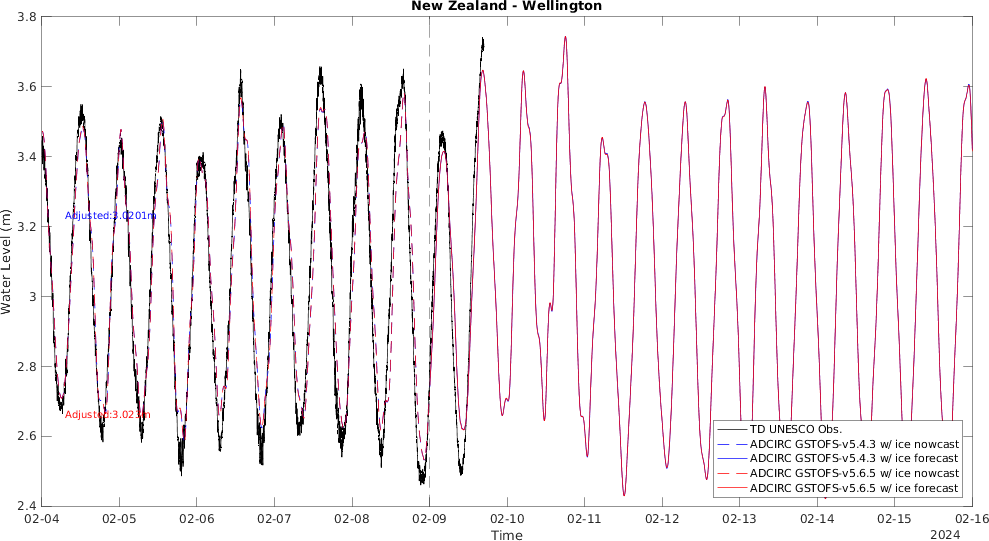 New Zealand - Wellington
3.8
3.6
3.4
3.2
3
2.8
2.6
2.4
Water Level (m)
Adjusted:3.0201m
Adjusted:3.021m
TD UNESCO Obs.
ADCIRC GSTOFS-v5.4.3 w/ ice nowcast
ADCIRC GSTOFS-v5.4.3 w/ ice forecast
ADCIRC GSTOFS-v5.6.5 w/ ice nowcast
ADCIRC GSTOFS-v5.6.5 w/ ice forecast
02-04 02-05 02-06 02-07 02-08 02-09 02-10 02-11 02-12 02-13 02-14 02-15 02-16
Time
2024